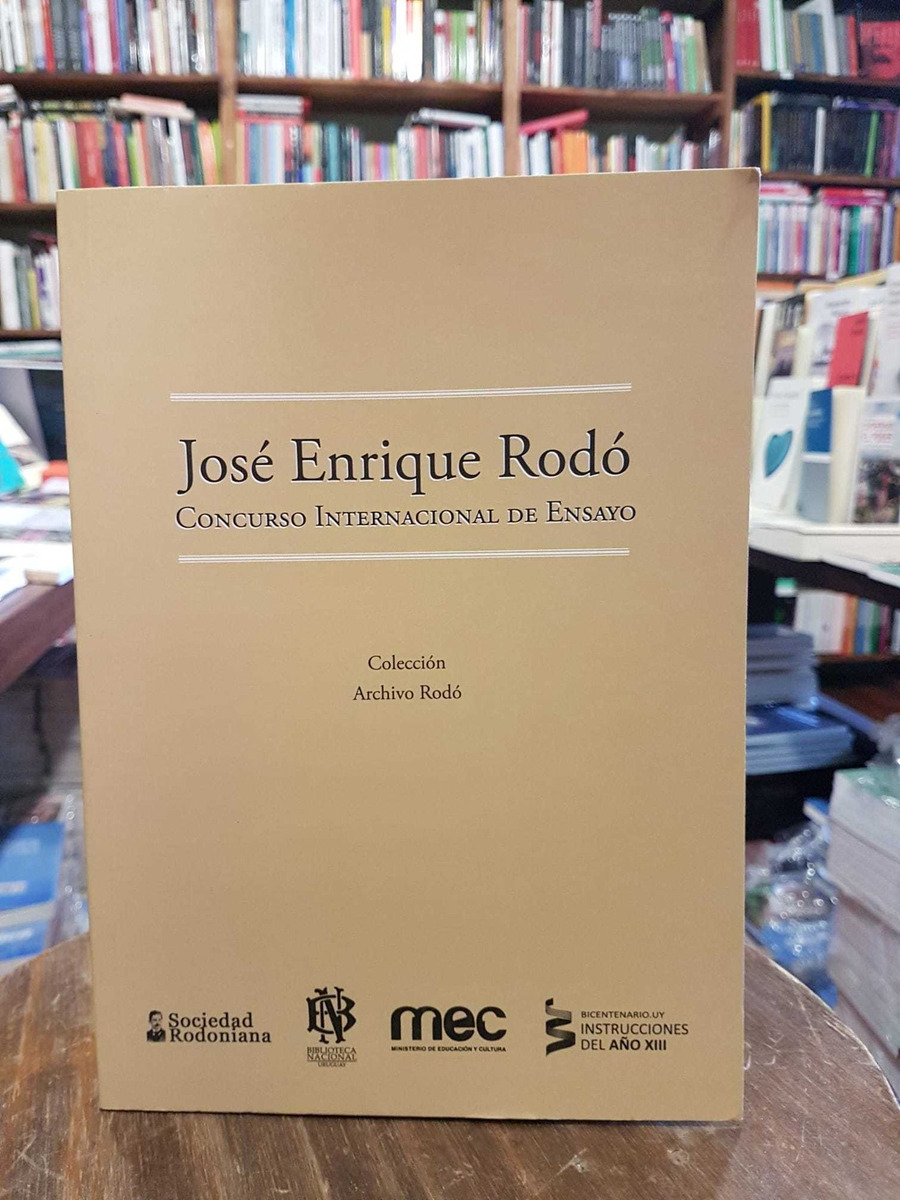 José Enrique Rodó
Concurso Internacional de Ensayo
Colección
Archivo Rodó
Sociedad
Rodoniana
BIBLIOTECA
NACIONAL
URUGUAY
mec
MINISTERIO DE EDUCACIÓN Y CULTURA
BICENTENARIO.UY
INSTRUCCIONES
DEL AÑO XIII